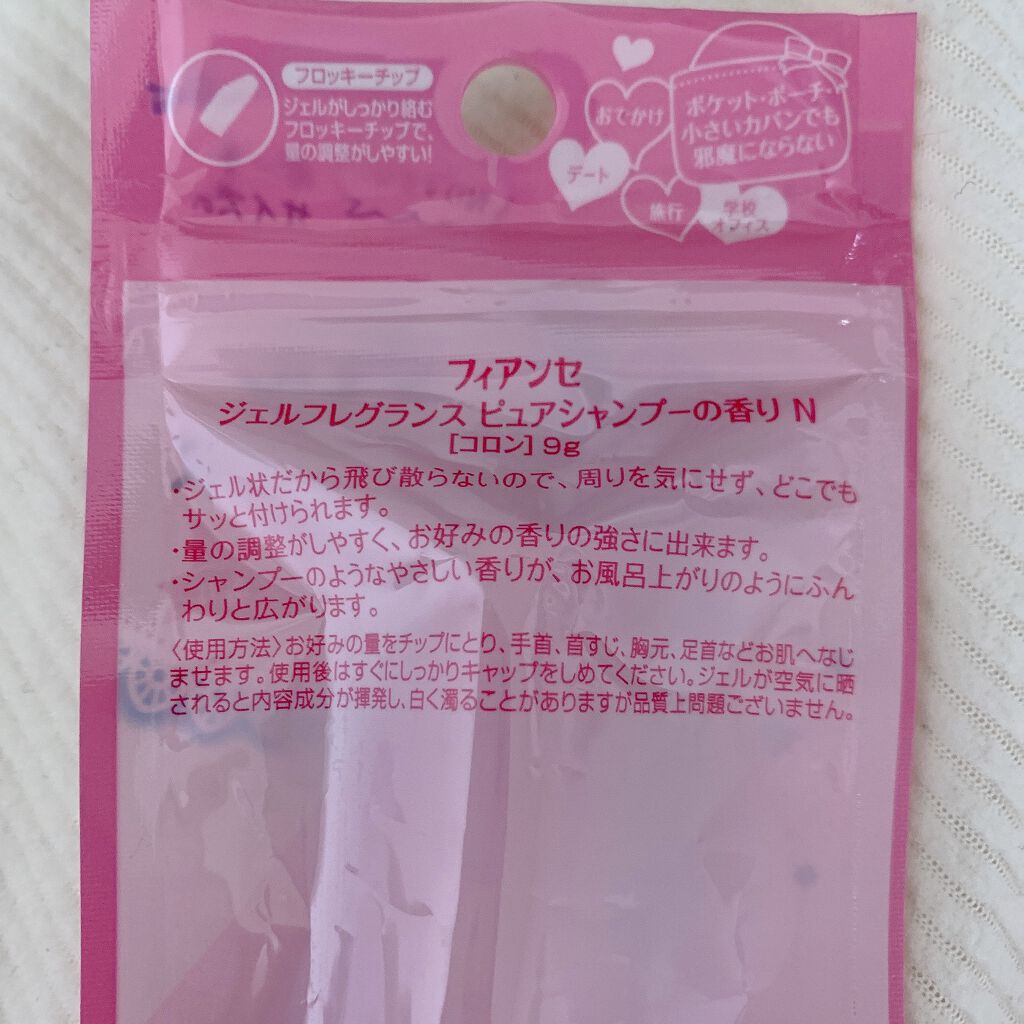 フロッキーチップ
ジェルがしっかり絡む
フロッキーチップで、
量の調整がしやすい!
おでかけ
デート
旅行
学校
オフィス
ポケット・ポーチ・
小さいカバンでも
邪魔にならない
フィアンセ
ジェルフレグランス ピュアシャンプーの香り N
[コロン] 9g
・ジェル状だから飛び散らないので、周りを気にせず、どこでも
サッと付けられます。
・量の調整がしやすく、お好みの香りの強さに出来ます。
・シャンプーのようなやさしい香りが、お風呂上がりのようにふん
わりと広がります。
〈使用方法〉お好みの量をチップにとり、手首、首すじ、胸元、足首などお肌へなじ
ませます。使用後はすぐにしっかりキャップをしめてください。ジェルが空気に晒
されると内容成分が揮発し、白く濁ることがありますが品質上問題ございません。